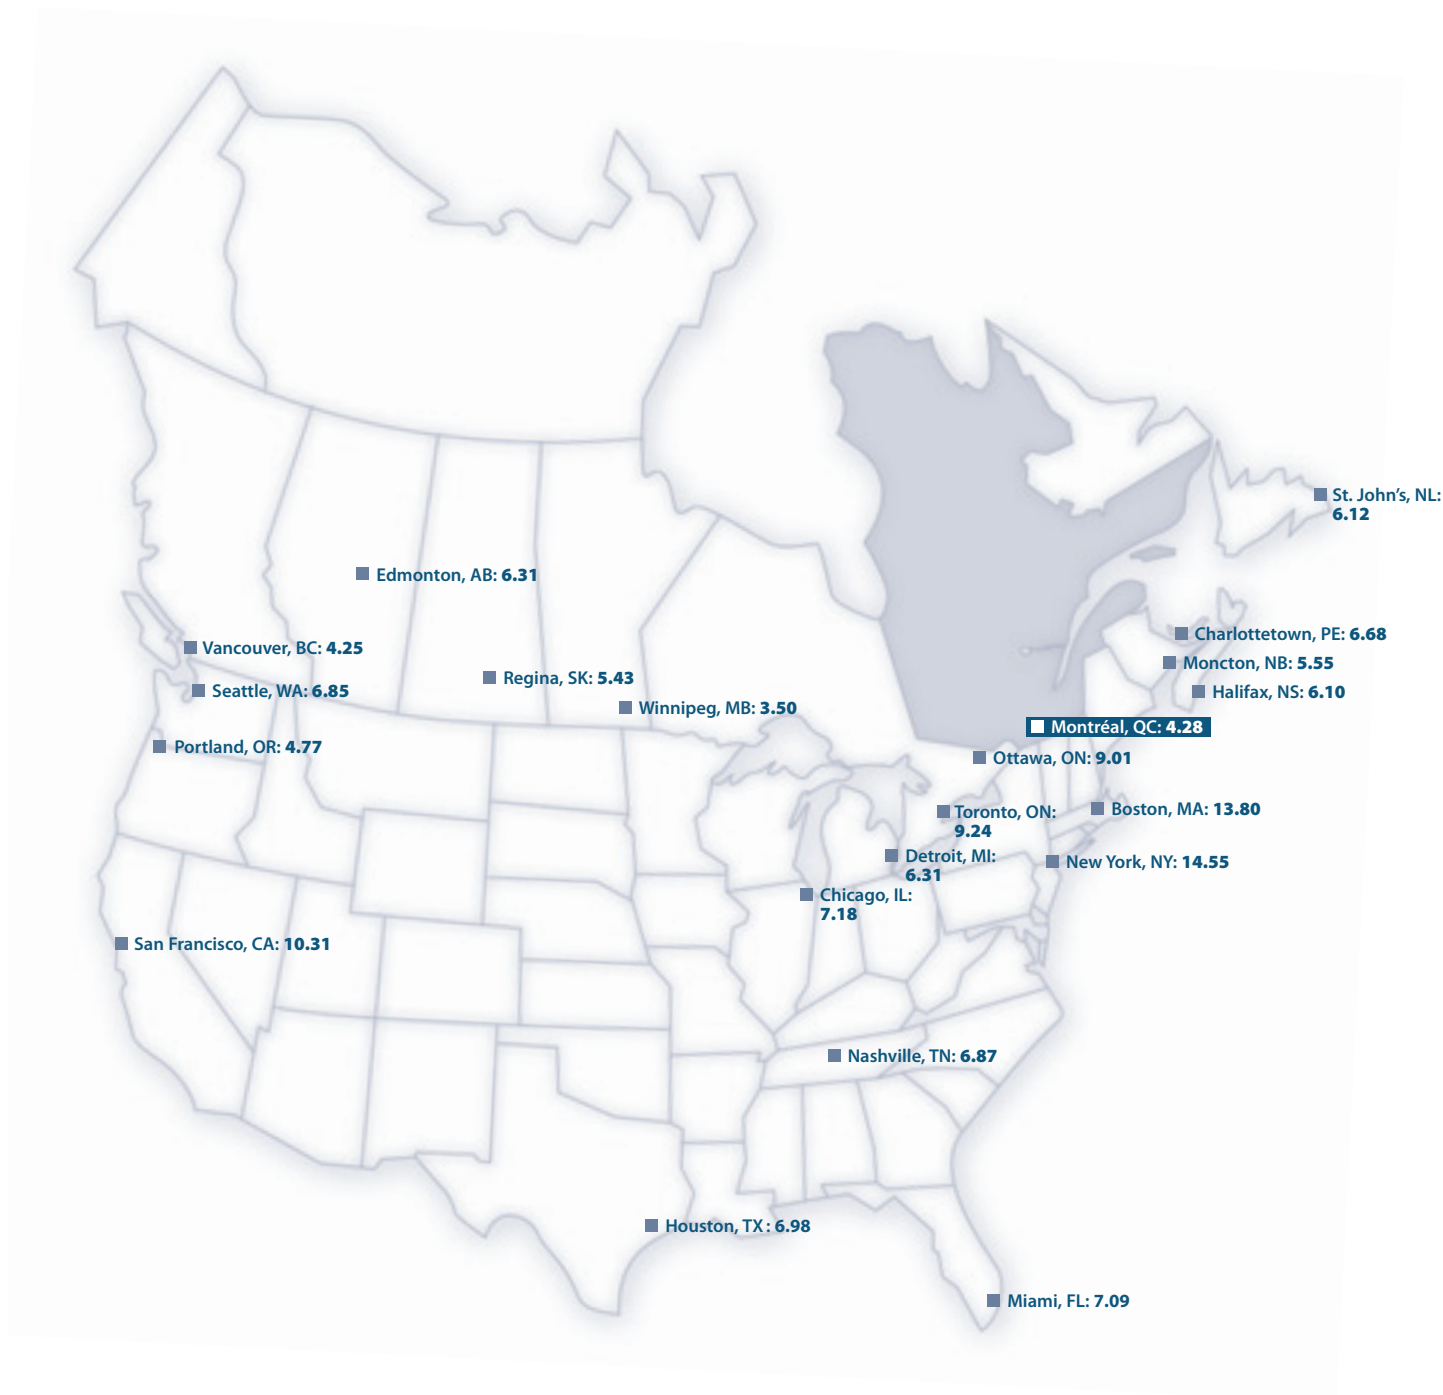 St. John’s, NL:
6.12
Edmonton, AB: 6.31
Charlottetown, PE: 6.68
Vancouver, BC: 4.25
Moncton, NB: 5.55
Regina, SK: 5.43
Seattle, WA: 6.85
Halifax, NS: 6.10
Winnipeg, MB: 3.50
Montréal, QC: 4.28
Portland, OR: 4.77
Ottawa, ON: 9.01
Boston, MA: 13.80
Toronto, ON:
9.24
Detroit, MI:
6.31
New York, NY: 14.55
Chicago, IL:
7.18
San Francisco, CA: 10.31
Nashville, TN: 6.87
Houston, TX : 6.98
Miami, FL: 7.09